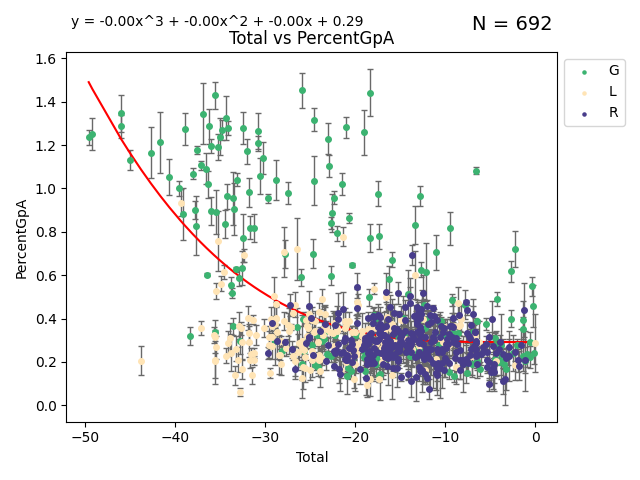 y = -0.00x^3 + -0.00x^2 + -0.00x + 0.29
N = 692
Total vs PercentGpA
G
L
R
PercentGpA
1.6
1.4
1.2
1.0
0.8
0.6
0.4
0.2
0.0
−50
−40
−30
−20
−10
0
Total